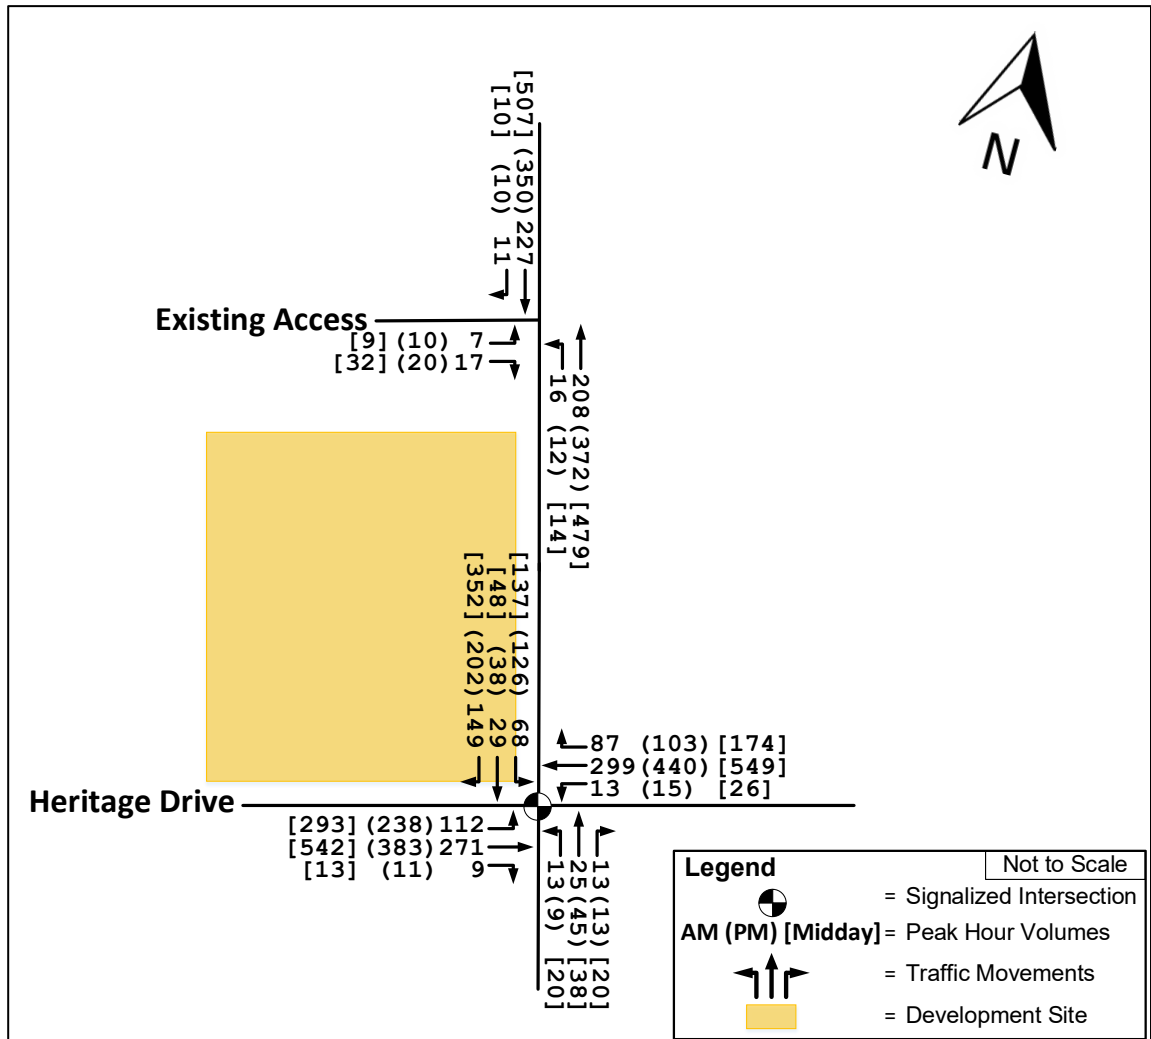 N
[507] (350) 227
[10] (10) 11
Existing Access
[9] (10) 7
[32] (20) 17
208 (372) [479]
16 (12) [14]
[137] (126) 68
[48] (38) 29
[352] (202) 149
87 (103) [174]
299 (440) [549]
13 (15) [26]
Heritage Drive
[293] (238) 112
[542] (383) 271
[13] (11) 9
13 (13) [20]
25 (45) [38]
13 (9) [20]
Legend
Not to Scale
= Signalized Intersection
AM (PM) [Midday] = Peak Hour Volumes
= Traffic Movements
= Development Site